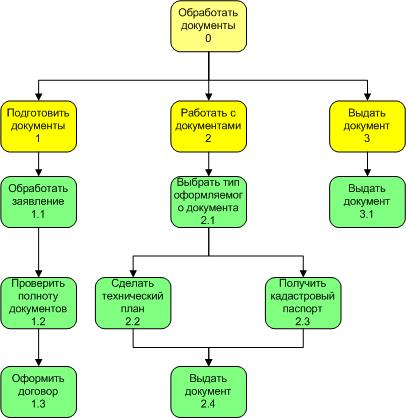 Обработать
документы
0
Подготовить
документы
1
Работать с
документами
2
Выдать
документ
3
Обработать
заявление
1.1
Выбрать тип
оформляемог
о документа
2.1
Выдать
документ
3.1
Проверить
полноту
документов
1.2
Сделать
технический
план
2.2
Получить
кадастровый
паспорт
2.3
Оформить
договор
1.3
Выдать
документ
2.4